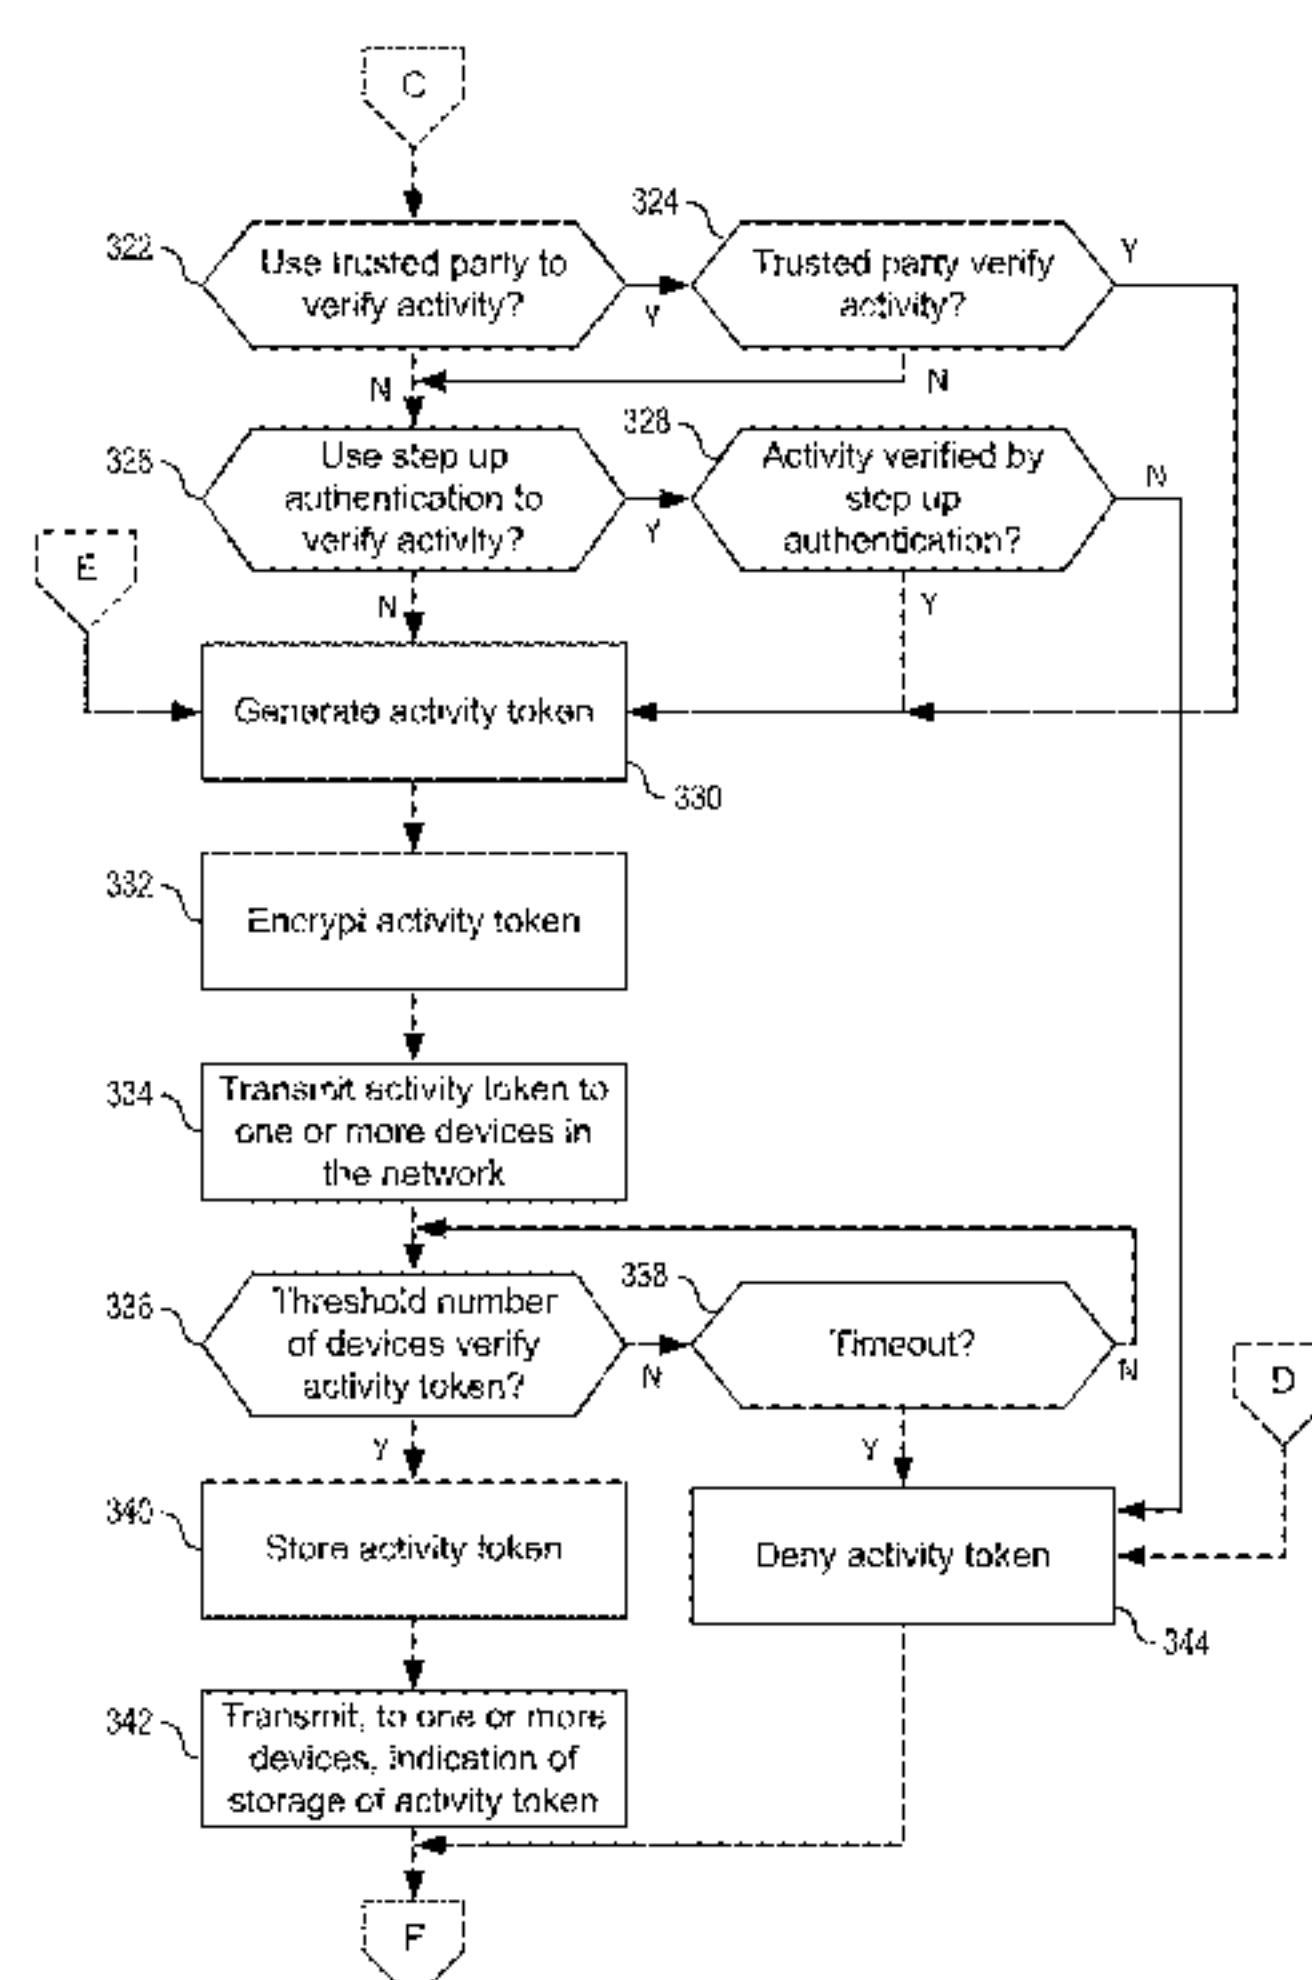 C
322
Use trusted party to
verify activity?
Y
324
Trusted party verify
activity?
Y
N
N
326
Use step up
authentication to
verify activity?
Y
328
Activity verified by
step up
authentication?
N
E
N
Y
Generate activity token
330
332
Encrypt activity token
334
Transmit activity token to
one or more devices in
the network
336
Threshold number
of devices verify
activity token?
N
338
Timeout?
N
D
Y
Y
340
Store activity token
Deny activity token
344
342
Transmit, to one or more
devices, indication of
storage of activity token
F